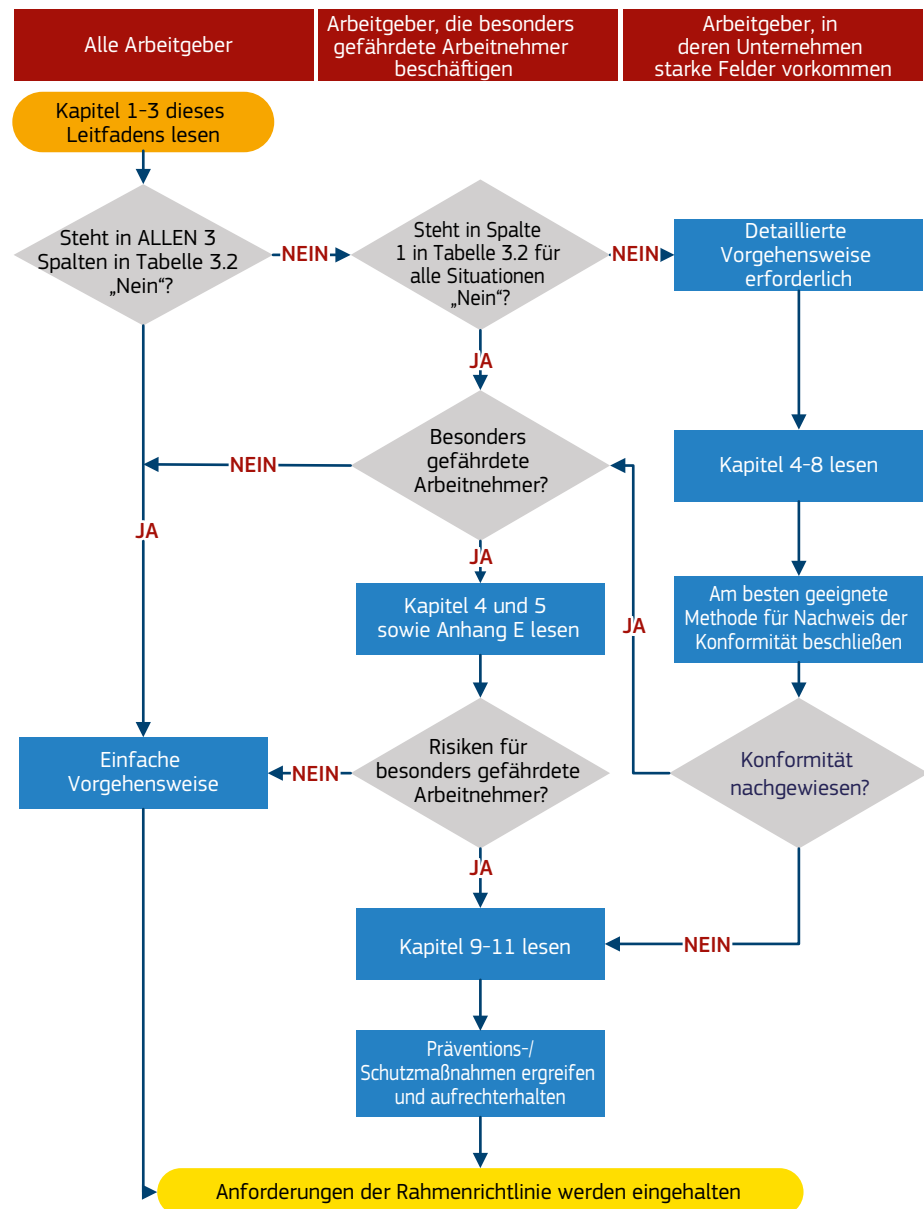 Alle Arbeitgeber
Arbeitgeber, die besonders
gefährdete Arbeitnehmer
beschäftigen
Arbeitgeber, in
deren Unternehmen
starke Felder vorkommen
Kapitel 1-3 dieses
Leitfadens lesen
Steht in ALLEN 3
Spalten in Tabelle 3.2
„Nein“?
NEIN
Steht in Spalte
1 in Tabelle 3.2 für
alle Situationen
„Nein“?
NEIN
Detaillierte
Vorgehensweise
erforderlich
JA
Besonders
gefährdete
Arbeitnehmer?
NEIN
Kapitel 4-8 lesen
JA
JA
Kapitel 4 und 5
sowie Anhang E lesen
JA
Am besten geeignete
Methode für Nachweis der
Konformität beschließen
Einfache
Vorgehensweise
NEIN
Risiken für
besonders gefährdete
Arbeitnehmer?
Konformität
nachgewiesen?
JA
Kapitel 9-11 lesen
NEIN
Präventions-/
Schutzmaßnahmen ergreifen
und aufrechterhalten
Anforderungen der Rahmenrichtlinie werden eingehalten